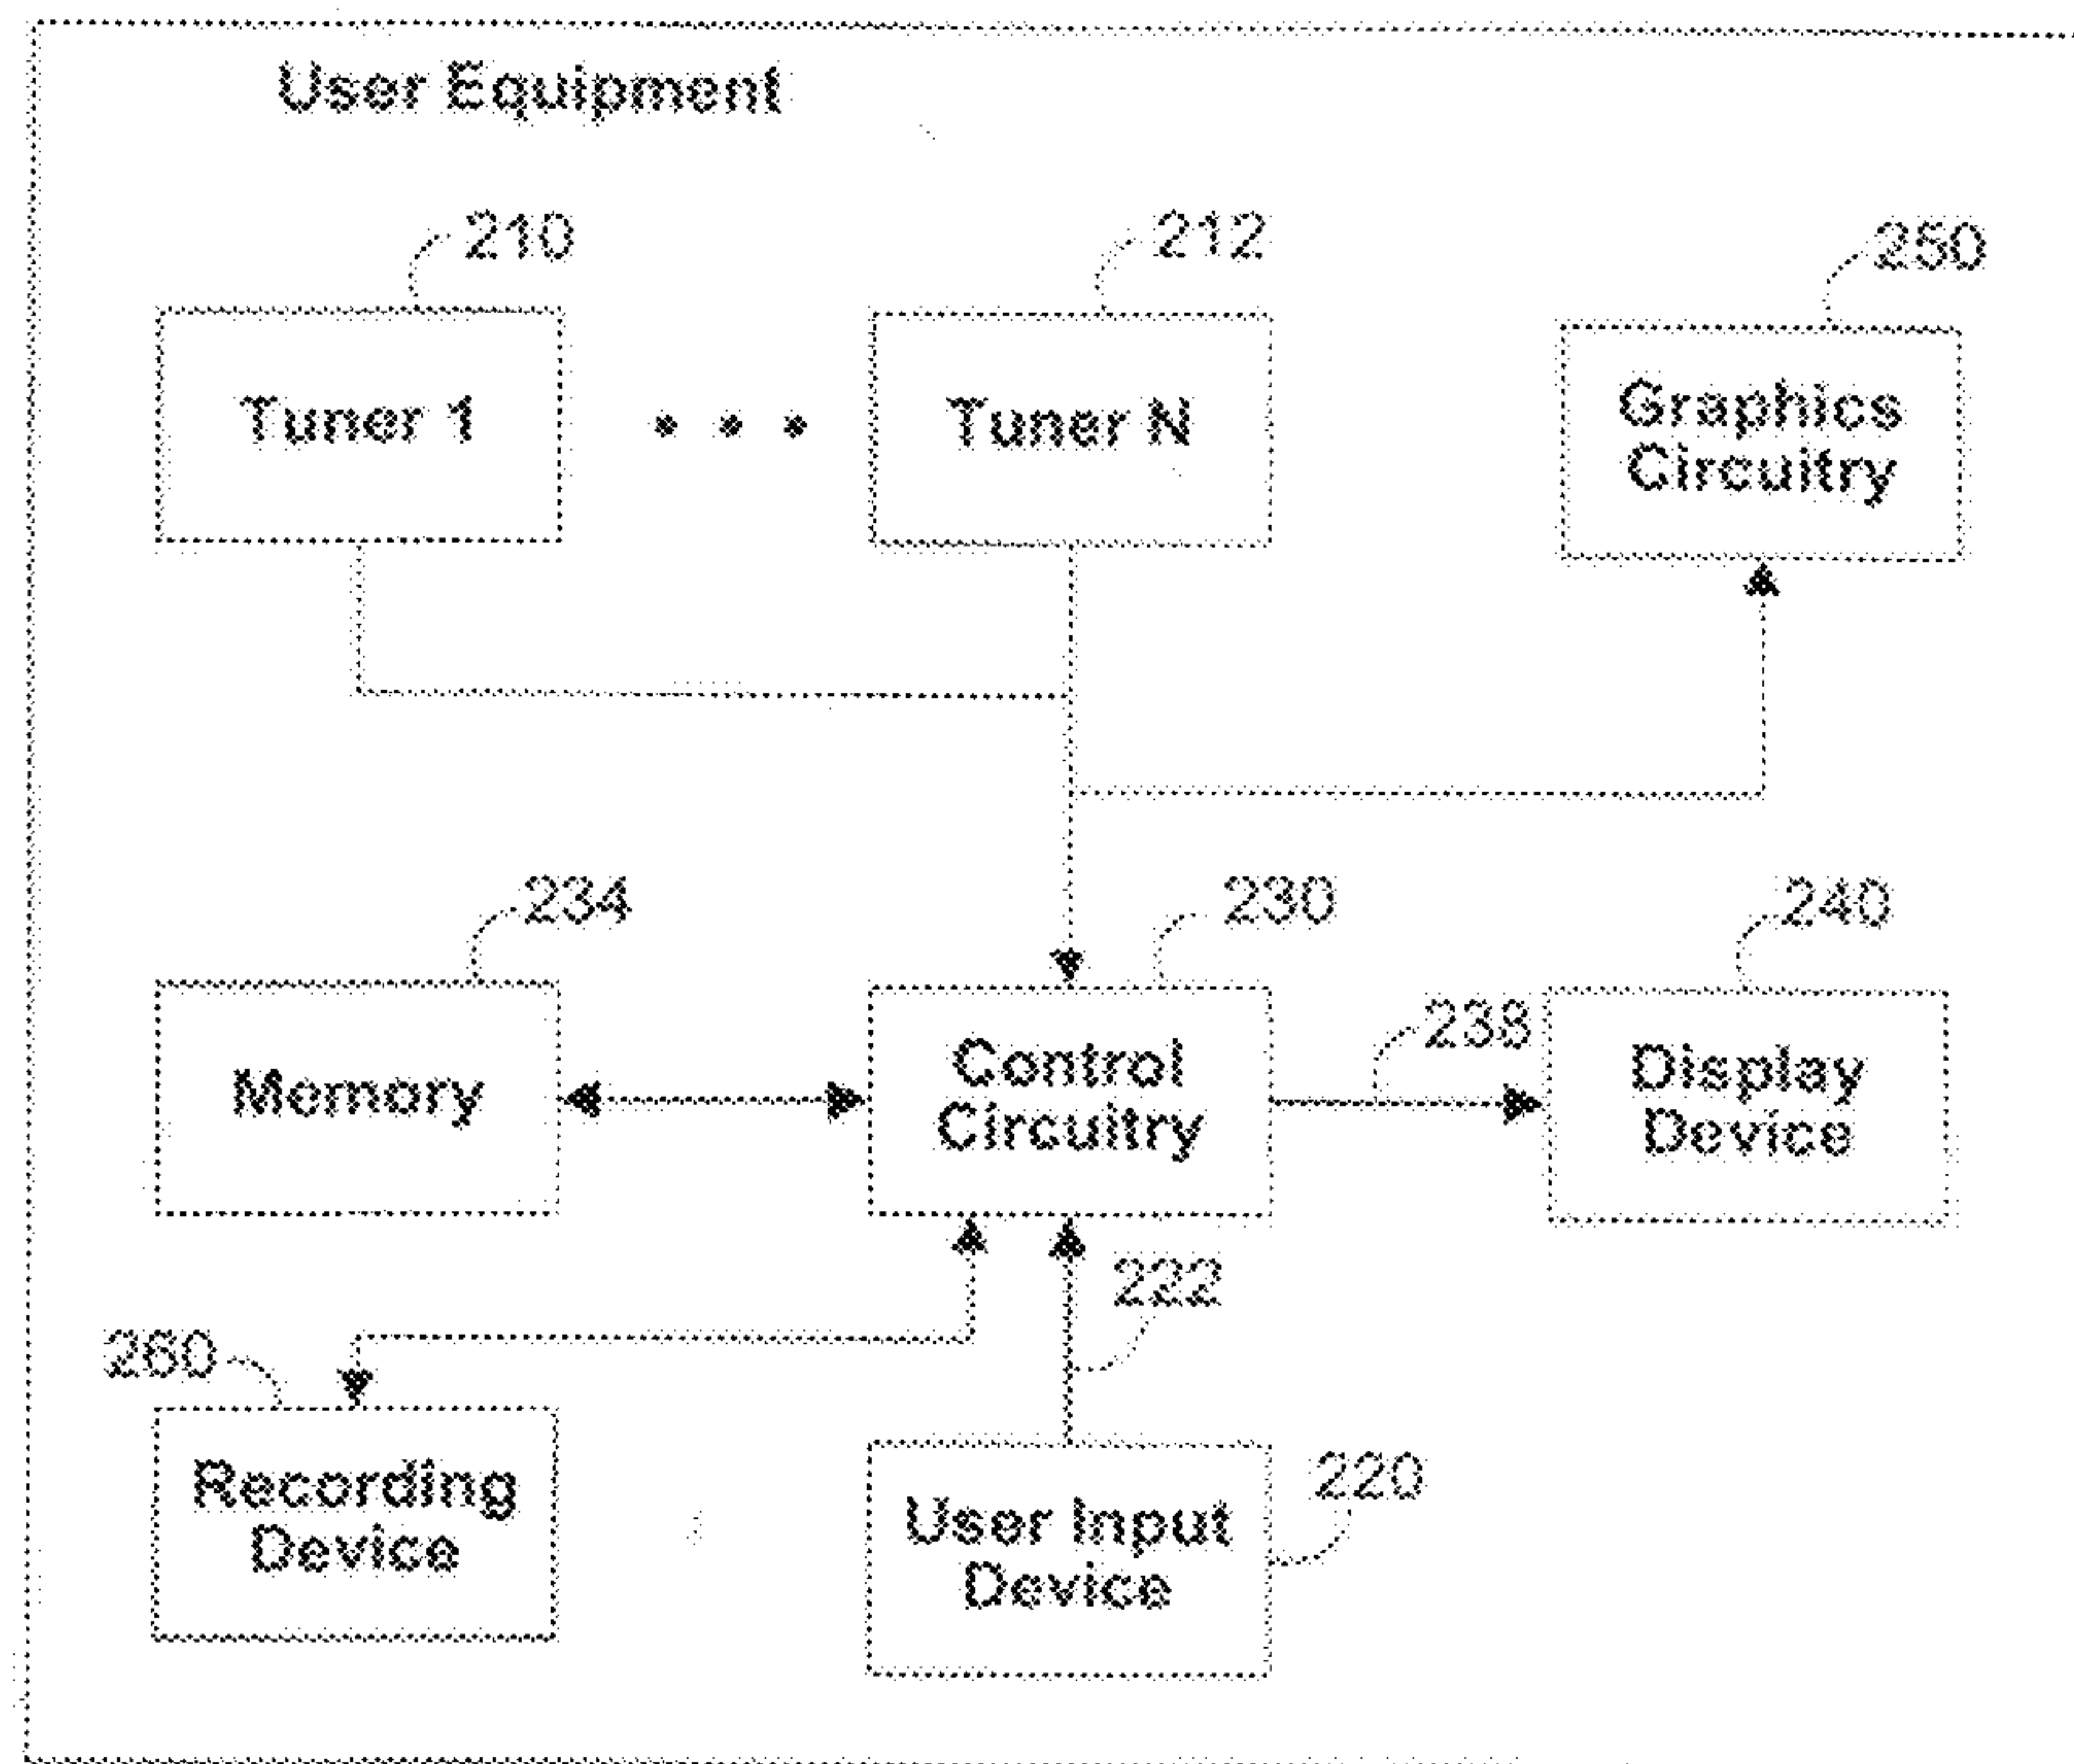 User Equipment
210
212
250
Tuner 1
Tuner N
Graphics
Circuitry
234
230
240
238
Memory
Control
Circuitry
Display
Device
222
260
220
Recording
Device
User Input
Device